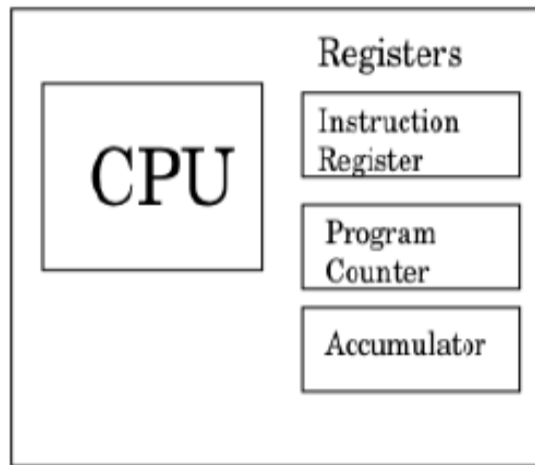 Registers
CPU
Instruction
Register
Program
Counter
Accumulator